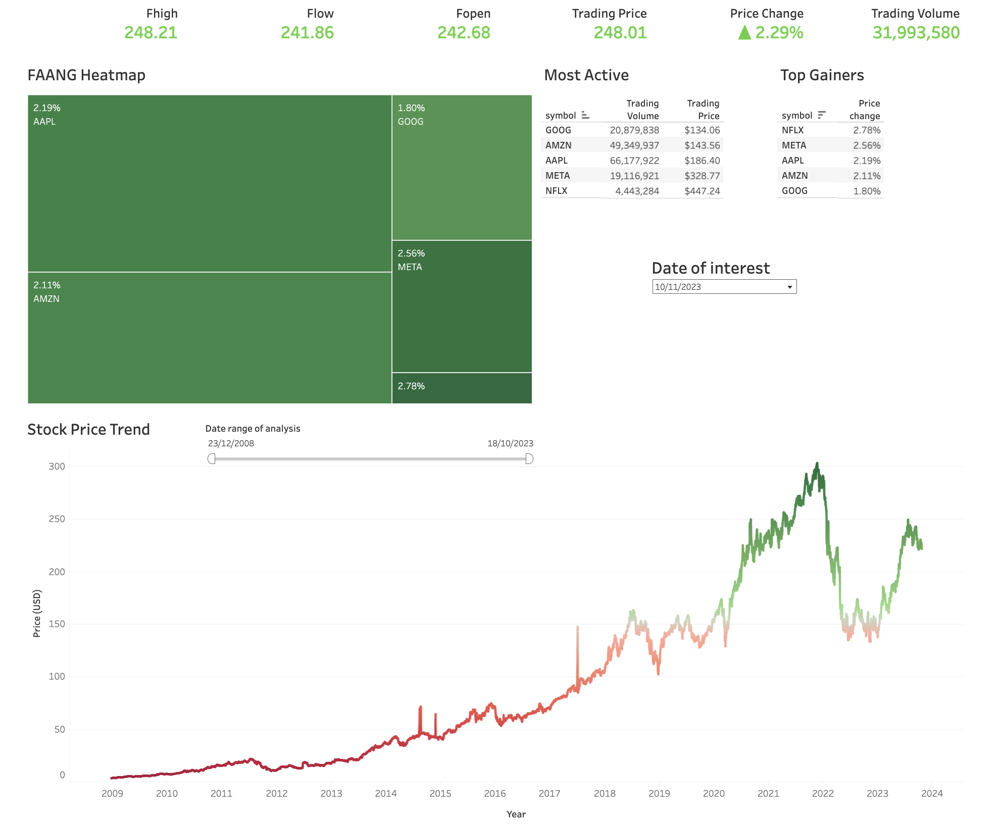 Fhigh Flow Fopen Trading Price Price Change Trading Volume
248.21 241.86 242.68 248.01 ▲ 2.29% 31,993,580
FAANG Heatmap
2.19%
AAPL
1.80%
GOOG
2.56%
META
2.11%
AMZN
2.78%
Most Active
Trading Trading
symbol Volume Price
GOOG 20,879,838 $134.06
AMZN 49,349,937 $143.56
AAPL 66,177,922 $186.40
META 19,116,921 $328.77
NFLX 4,443,284 $447.24
Top Gainers
Price
symbol change
NFLX 2.78%
META 2.56%
AAPL 2.19%
AMZN 2.11%
GOOG 1.80%
Date of interest
10/11/2023
Stock Price Trend
Date range of analysis
23/12/2008 18/10/2023
300
250
200
150
100
50
0
Price (USD)
2009 2010 2011 2012 2013 2014 2015 2016 2017 2018 2019 2020 2021 2022 2023 2024
Year